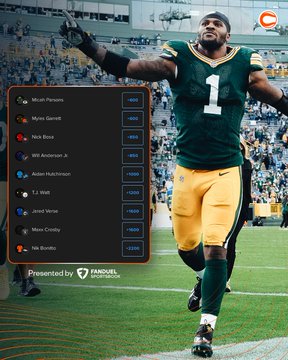 1
Micah Parsons +600
Myles Garrett +600
Nick Bosa +850
Will Anderson Jr. +850
Aidan Hutchinson +1000
T.J. Watt +1200
Jared Verse +1600
Maxx Crosby +1600
Nik Bonitto +2200
Presented by FANDUEL
SPORTSBOOK